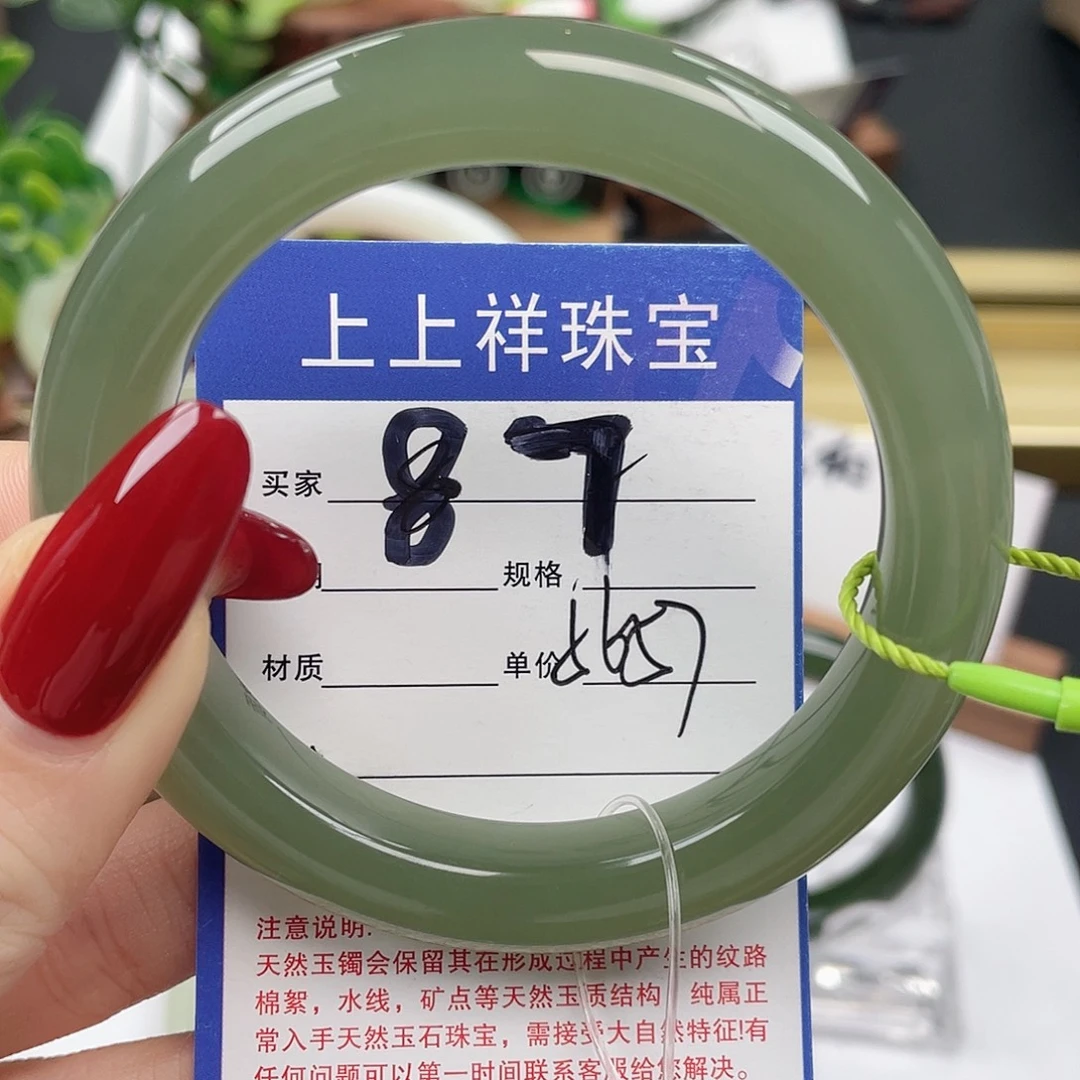 上上祥珠宝
买家 87
规格
材质 单价
注意说明:
天然玉镯会保留其在形成过程中产生的纹路
棉絮，水线，矿点等天然玉质结构 纯属正
常入手天然玉石珠宝，需接受大自然特征!有
任何问题可以第一时间联系客服给您解决。